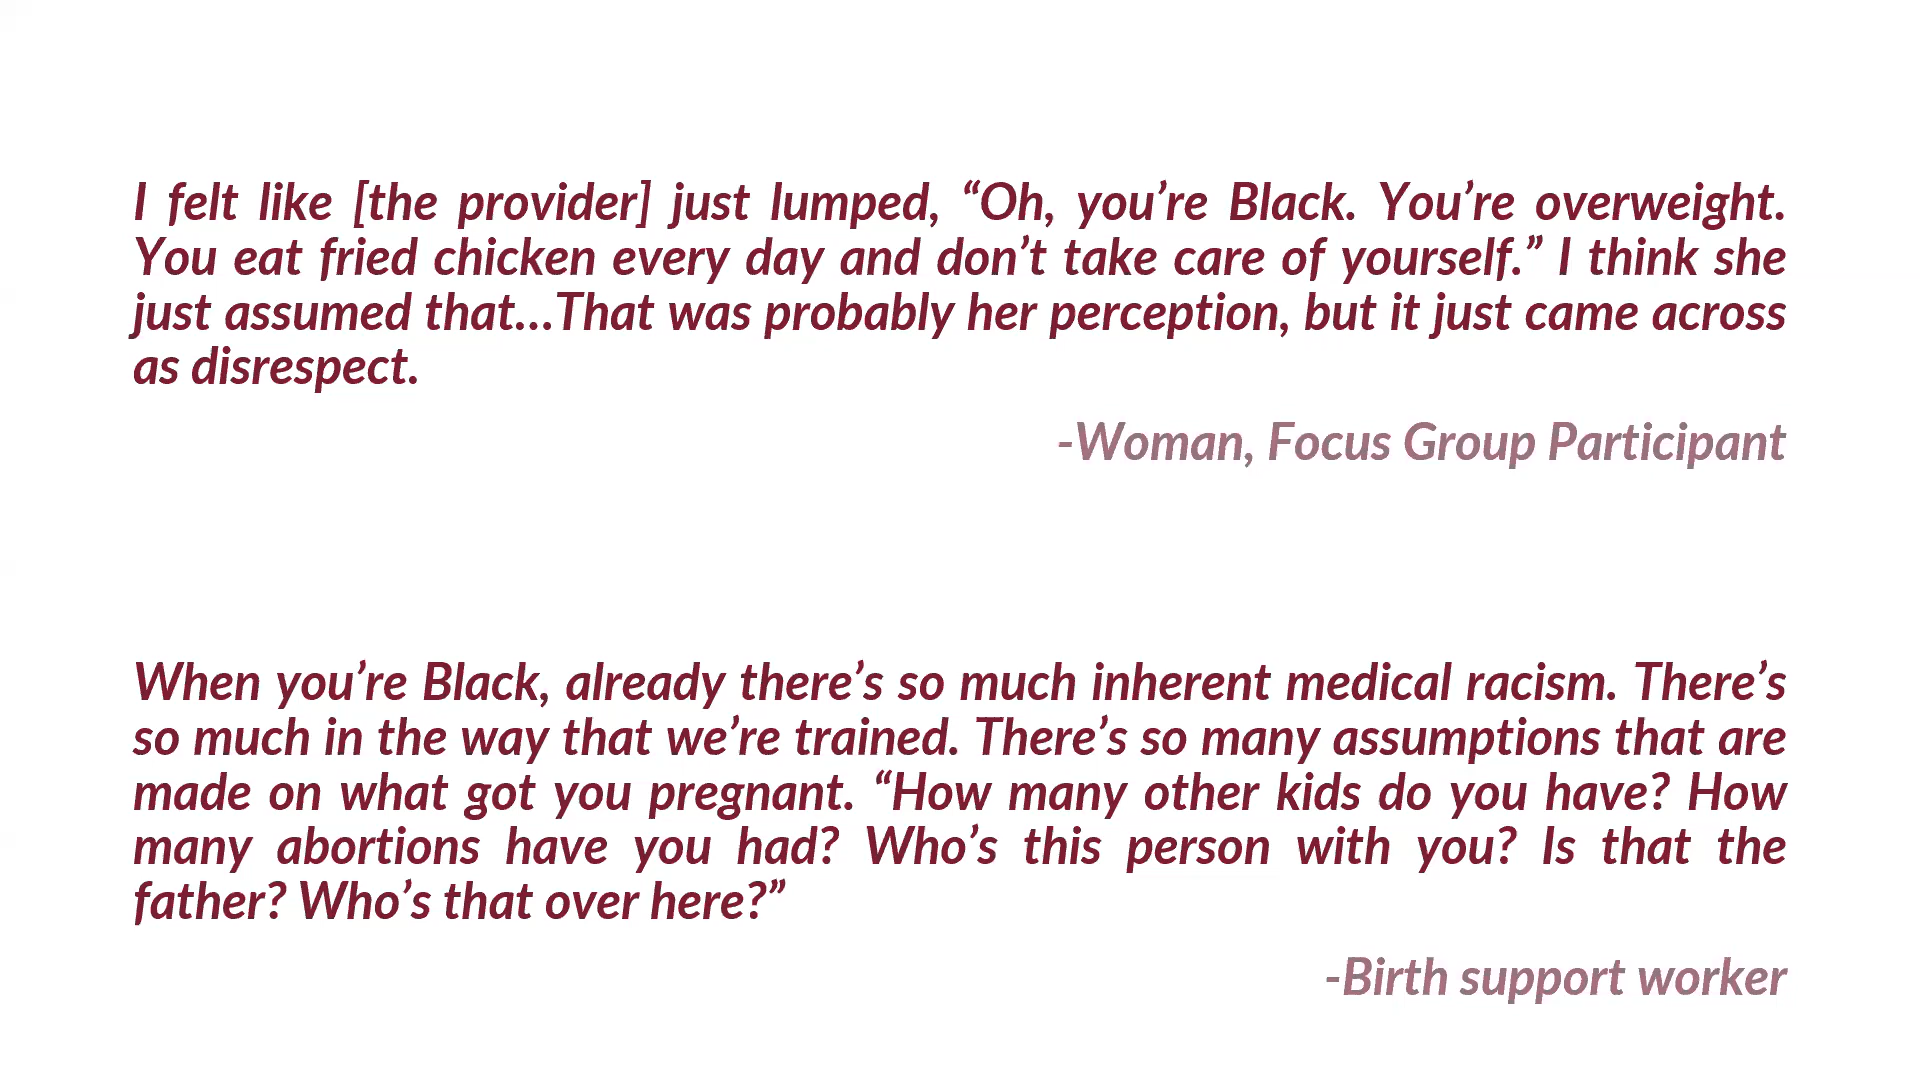 I felt like [the provider] just lumped, “Oh, you’re Black. You’re overweight.
You eat fried chicken every day and don’t take care of yourself.” I think she
just assumed that...That was probably her perception, but it just came across
as disrespect.
-Woman, Focus Group Participant
When you’re Black, already there’s so much inherent medical racism. There’s
so much in the way that we’re trained. There’s so many assumptions that are
made on what got you pregnant. “How many other kids do you have? How
many abortions have you had? Who’s this person with you? Is that the
father? Who’s that over here?”
-Birth support worker